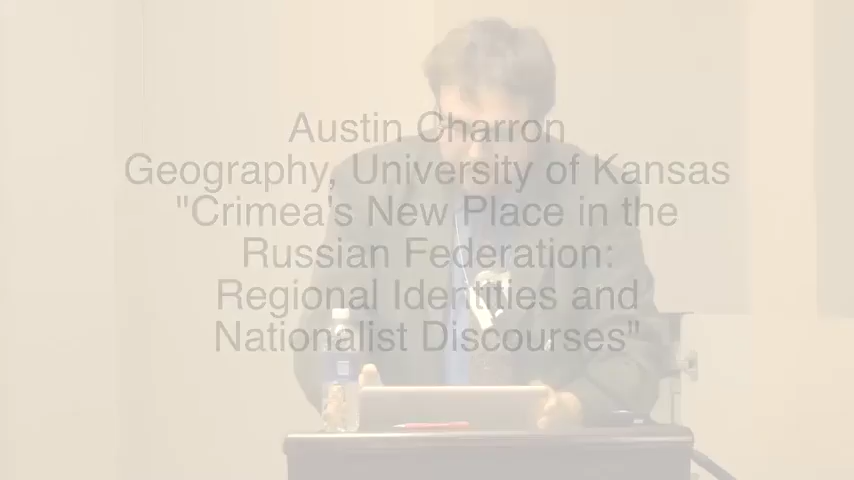 Austin Charron
Geography, University of Kansas
"Crimea's New Place in the
Russian Federation:
Regional Identities and
Nationalist Discourses"